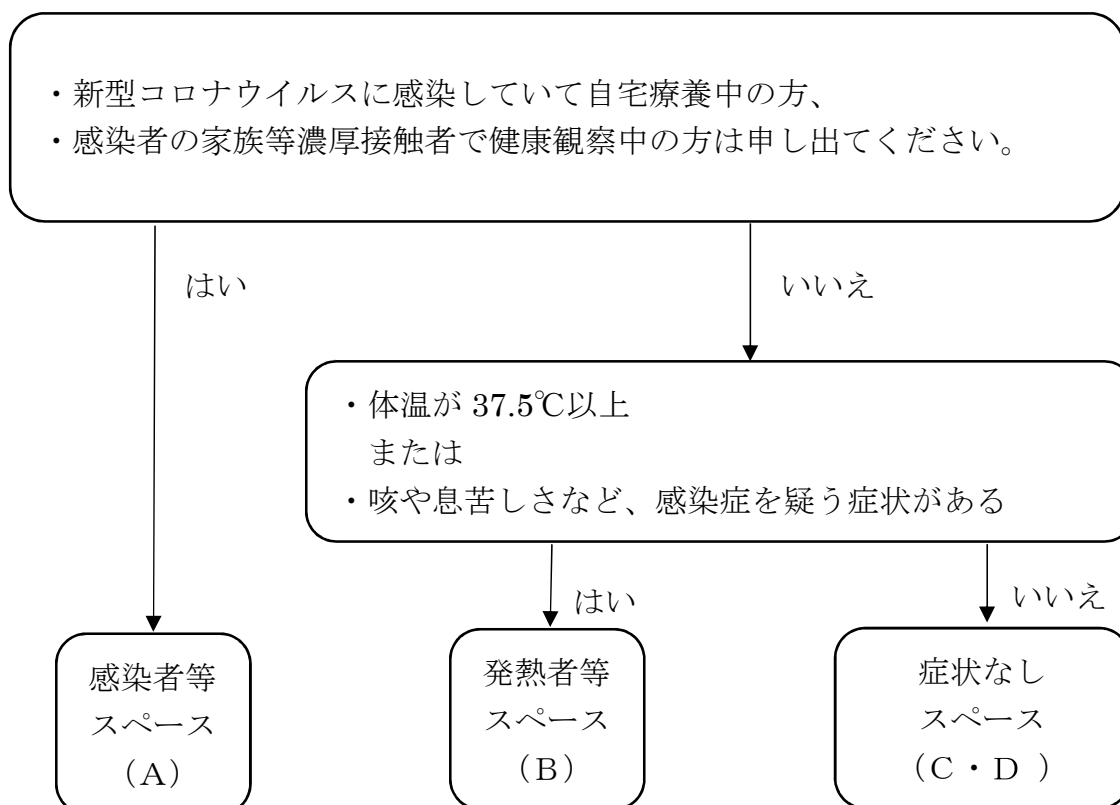 ・新型コロナウイルスに感染していて自宅療養中の方、
・感染者の家族等濃厚接触者で健康観察中の方は申し出てください。
はい
いいえ
・体温が 37.5℃以上
または
・咳や息苦しさなど、感染症を疑う症状がある
はい
いいえ
感染者等
スペース
（A）
発熱者等
スペース
（B）
症状なし
スペース
（C・D ）